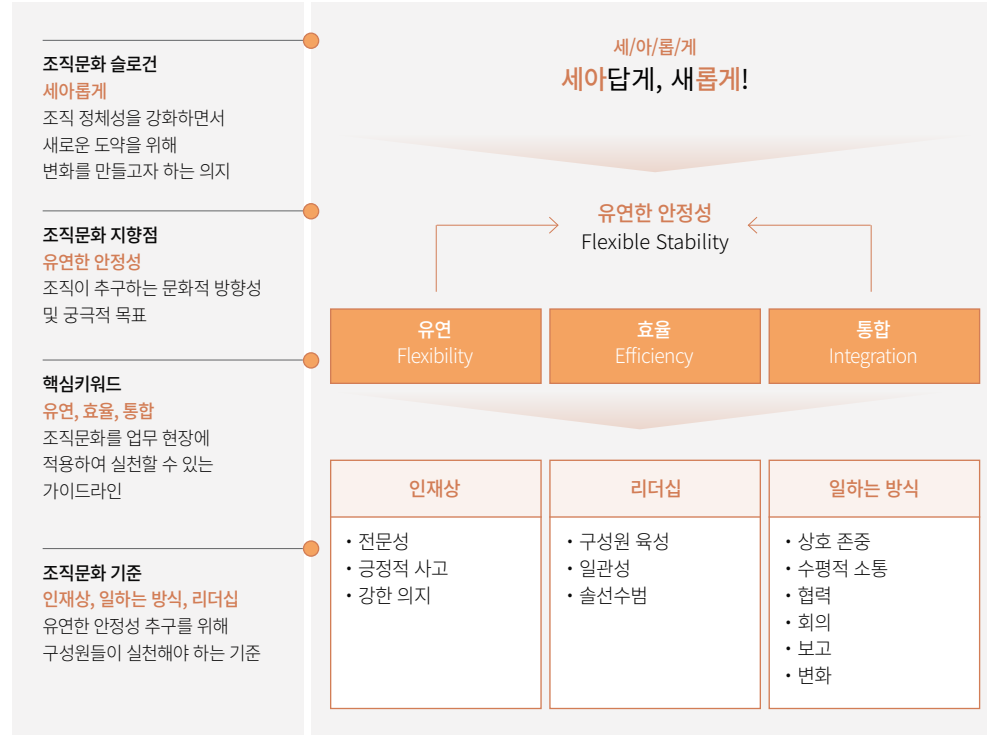 조직문화 슬로건
세아롭게
조직 정체성을 강화하면서
새로운 도약을 위해
변화를 만들고자 하는 의지
조직문화 지향점
유연한 안정성
조직이 추구하는 문화적 방향성
및 궁극적 목표
핵심키워드
유연, 효율, 통합
조직문화를 업무 현장에
적용하여 실천할 수 있는
가이드라인
조직문화 기준
인재상, 일하는 방식, 리더십
유연한 안정성 추구를 위해
구성원들이 실천해야 하는 기준
세/아/롭/게
세아답게, 새롭게!
유연한 안정성
Flexible Stability
유연
Flexibility
효율
Efficiency
통합
Integration
인재상
• 전문성
• 긍정적 사고
• 강한 의지
리더십
• 구성원 육성
• 일관성
• 솔선수범
일하는 방식
• 상호 존중
• 수평적 소통
• 협력
• 회의
• 보고
• 변화